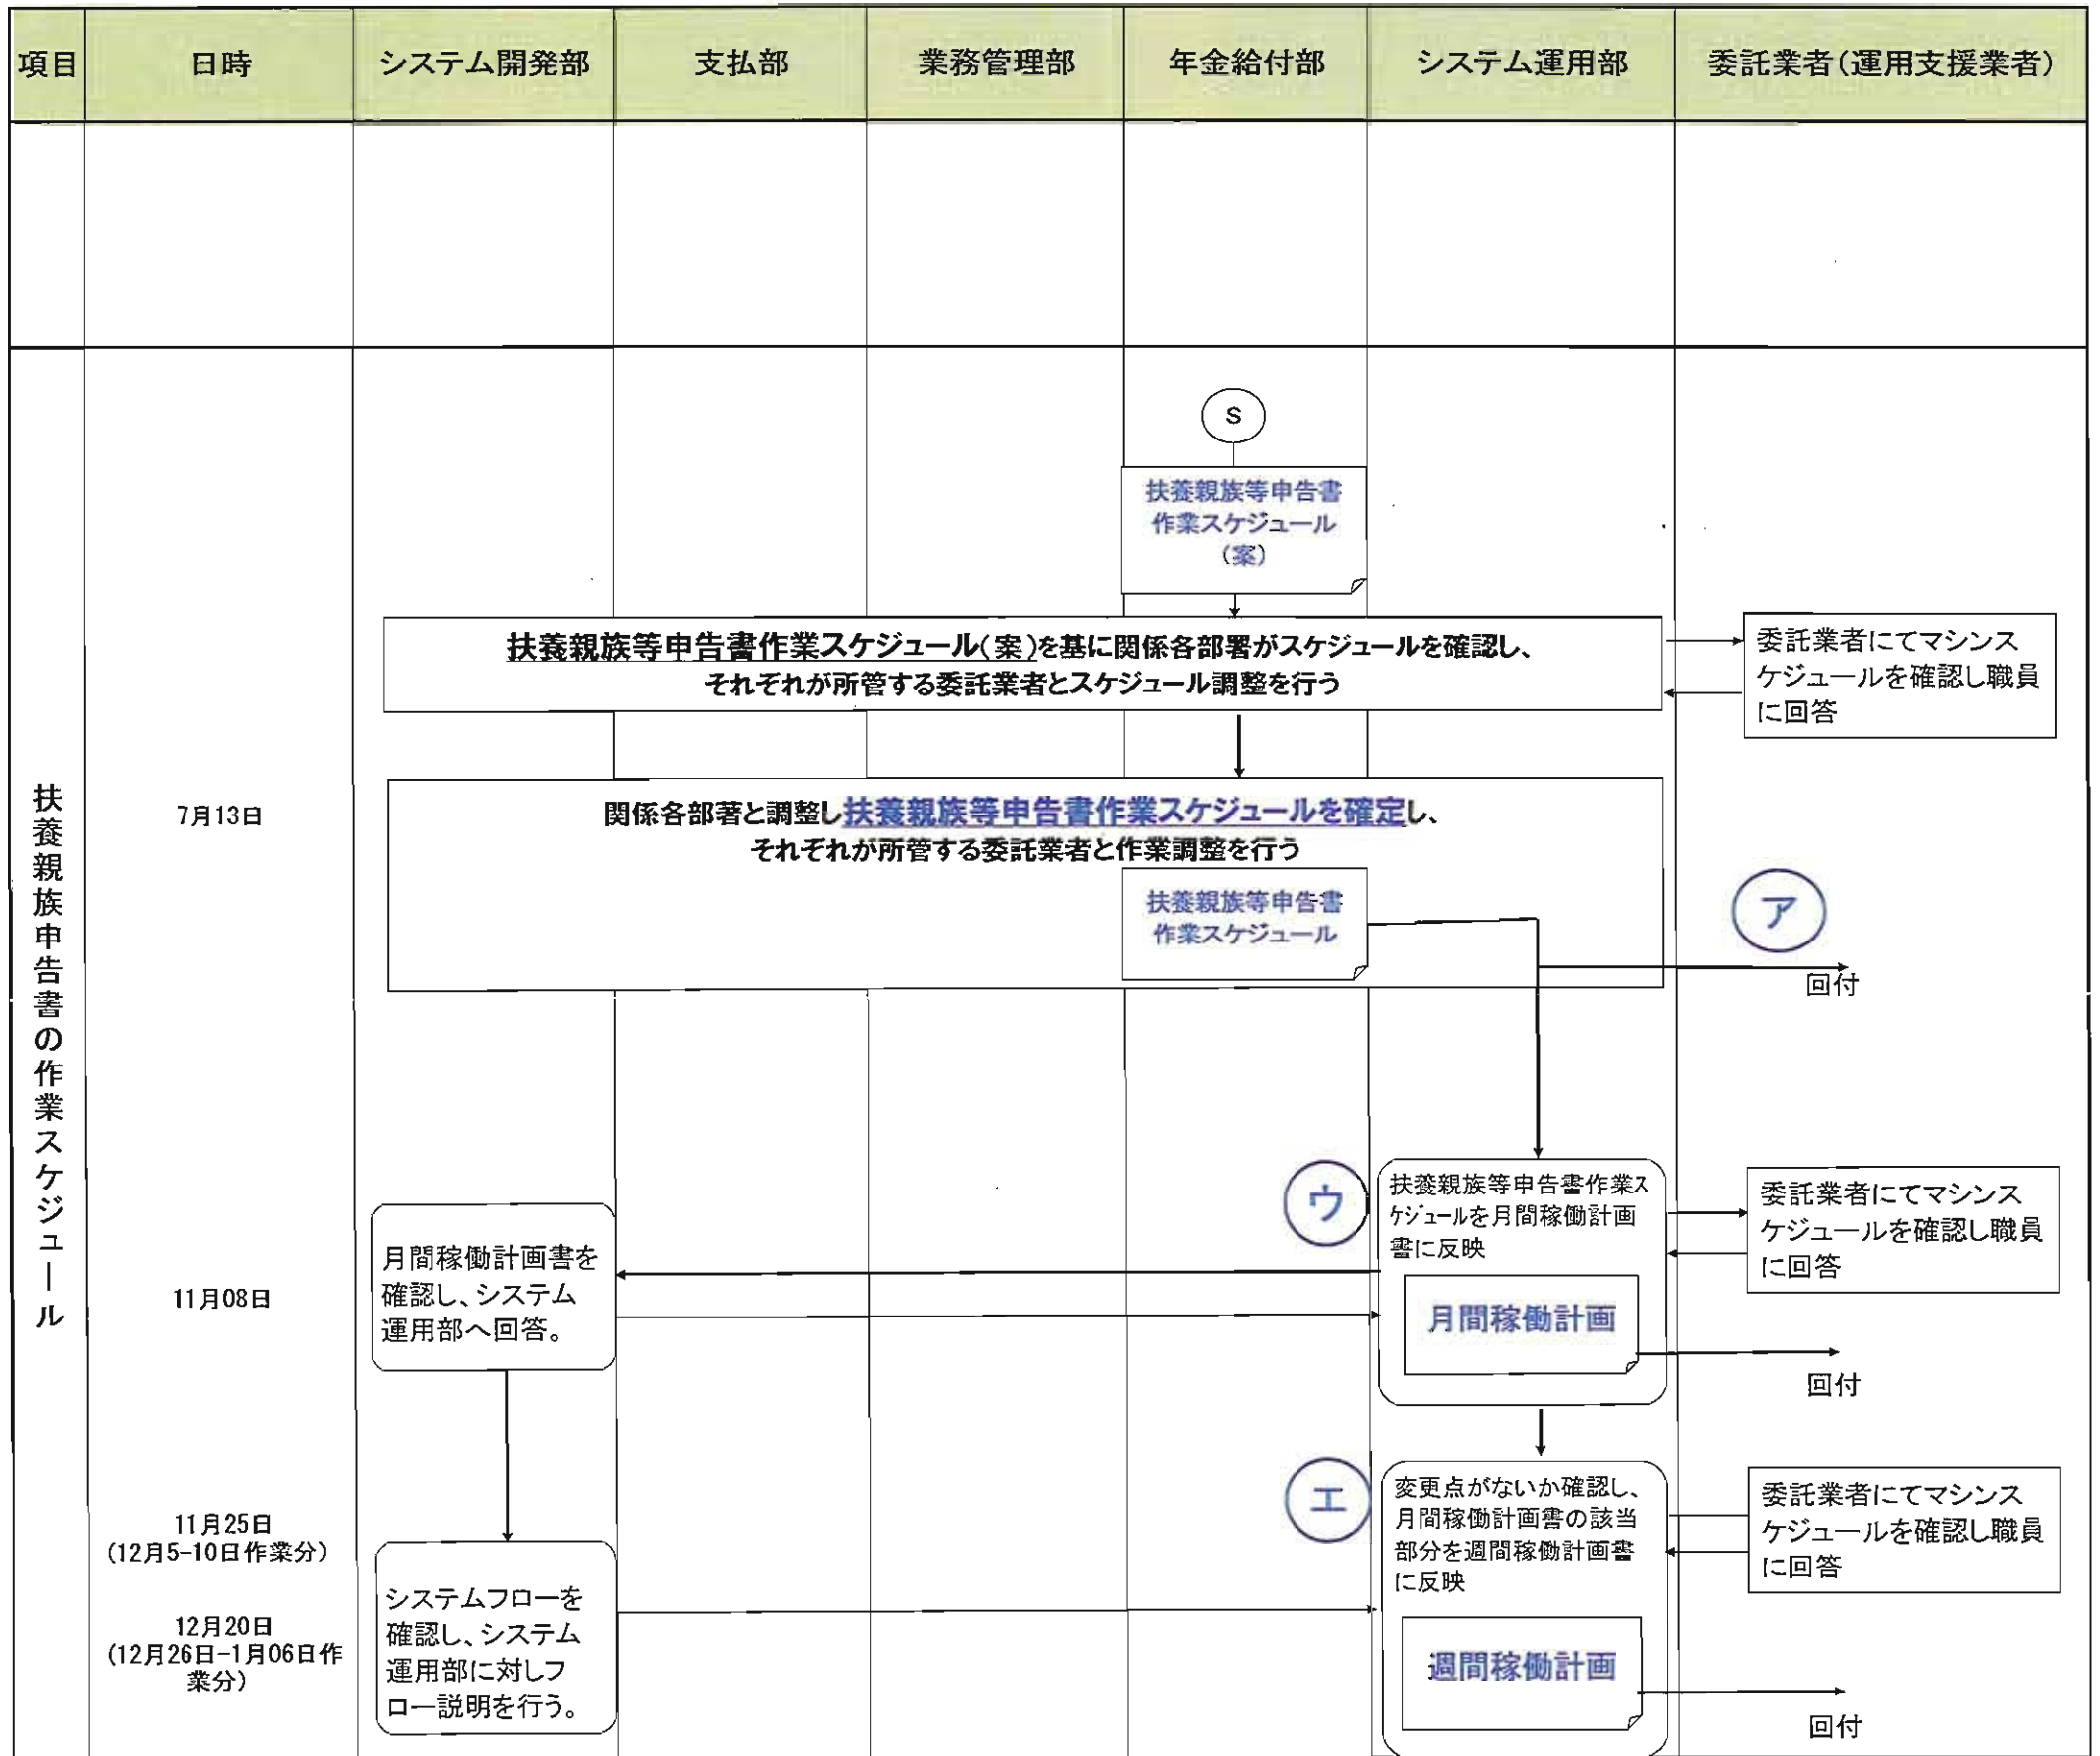 項目
日時
システム開発部
支払部
業務管理部
年金給付部
システム運用部
委託業者(運用支援業者)
扶養親族申告書の作業スケジュール
S
扶養親族等申告書
作業スケジュール
(案)
扶養親族等申告書作業スケジュール(案)を基に関係各部署がスケジュールを確認し、
それぞれが所管する委託業者とスケジュール調整を行う
委託業者にてマシンス
ケジュールを確認し職員
に回答
7月13日
関係各部署と調整し扶養親族等申告書作業スケジュールを確定し、
それぞれが所管する委託業者と作業調整を行う
扶養親族等申告書
作業スケジュール
ア
回付
ウ
扶養親族等申告書作業ス
ケジュールを月間稼働計画
書に反映
月間稼働計画
委託業者にてマシンス
ケジュールを確認し職員
に回答
回付
11月08日
月間稼働計画書を
確認し、システム
運用部へ回答。
エ
変更点がないか確認し、
月間稼働計画書の該当
部分を週間稼働計画書
に反映
週間稼働計画
委託業者にてマシンス
ケジュールを確認し職員
に回答
回付
11月25日
(12月5-10日作業分)
12月20日
(12月26日-1月06日作
業分)
システムフローを
確認し、システム
運用部に対しフ
ロー説明を行う。